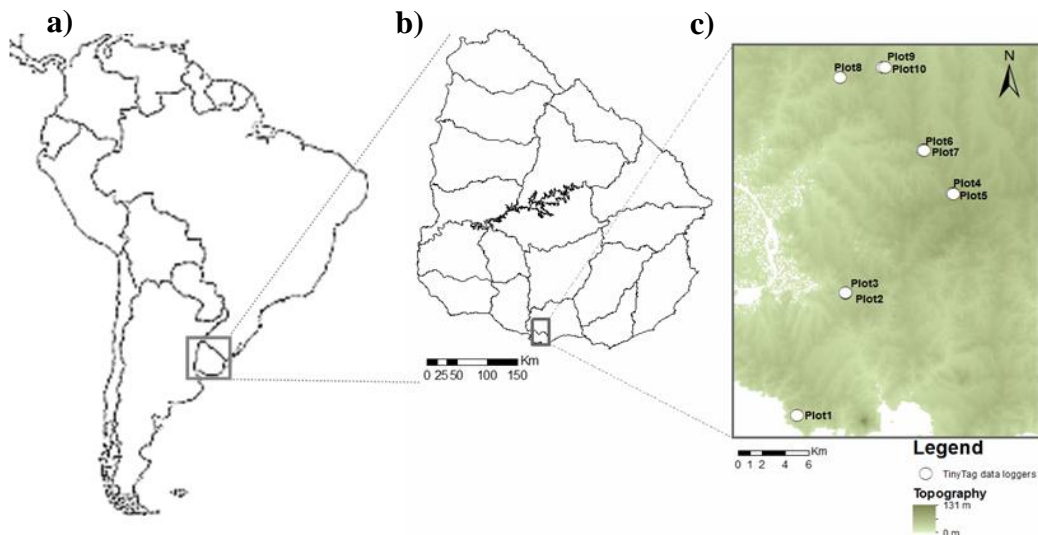 a)
b)
c)
Plot9
Plot8
Plot10
N
Plot6
Plot7
Plot4
Plot5
Plot3
Plot2
Plot1
Km
0 25 50 100 150
Km
0 1 2 4 6
Legend
TinyTag data loggers
Topography
131 m
0 m